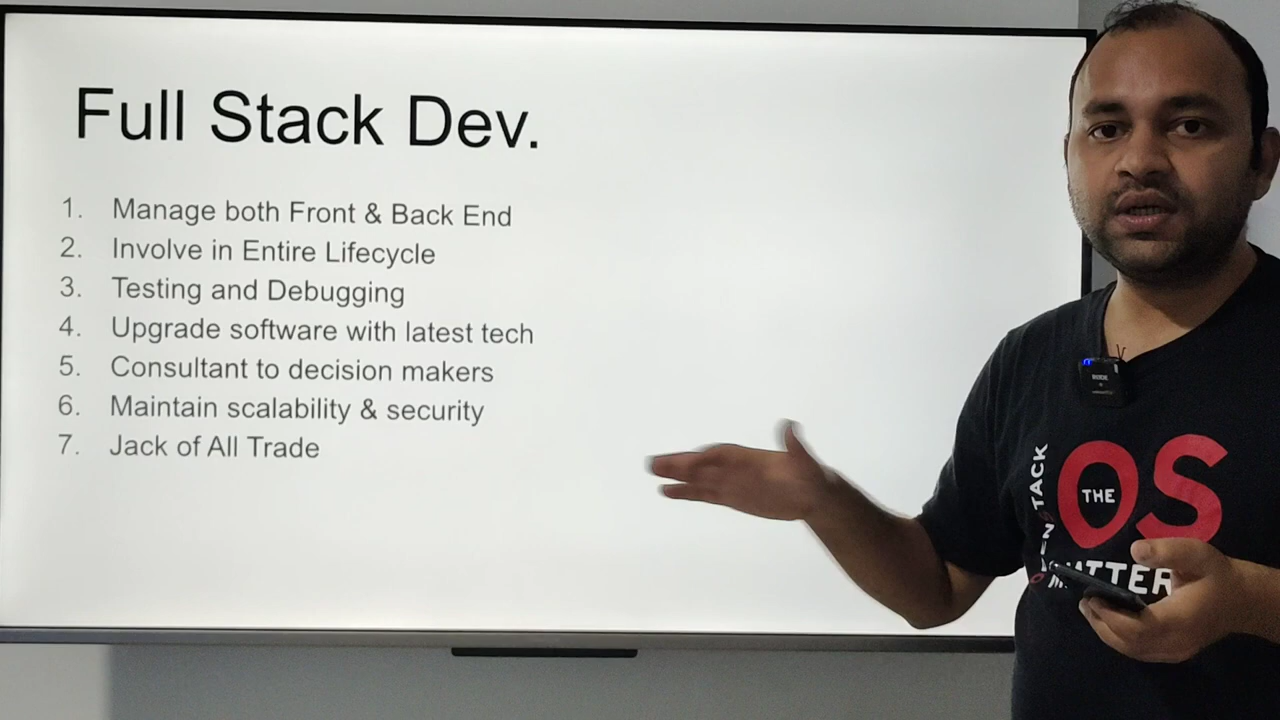 Full Stack Dev.
1. Manage both Front & Back End
2. Involve in Entire Lifecycle
3. Testing and Debugging
4. Upgrade software with latest tech
5. Consultant to decision makers
6. Maintain scalability & security
7. Jack of All Trade
RODE
THE
OS